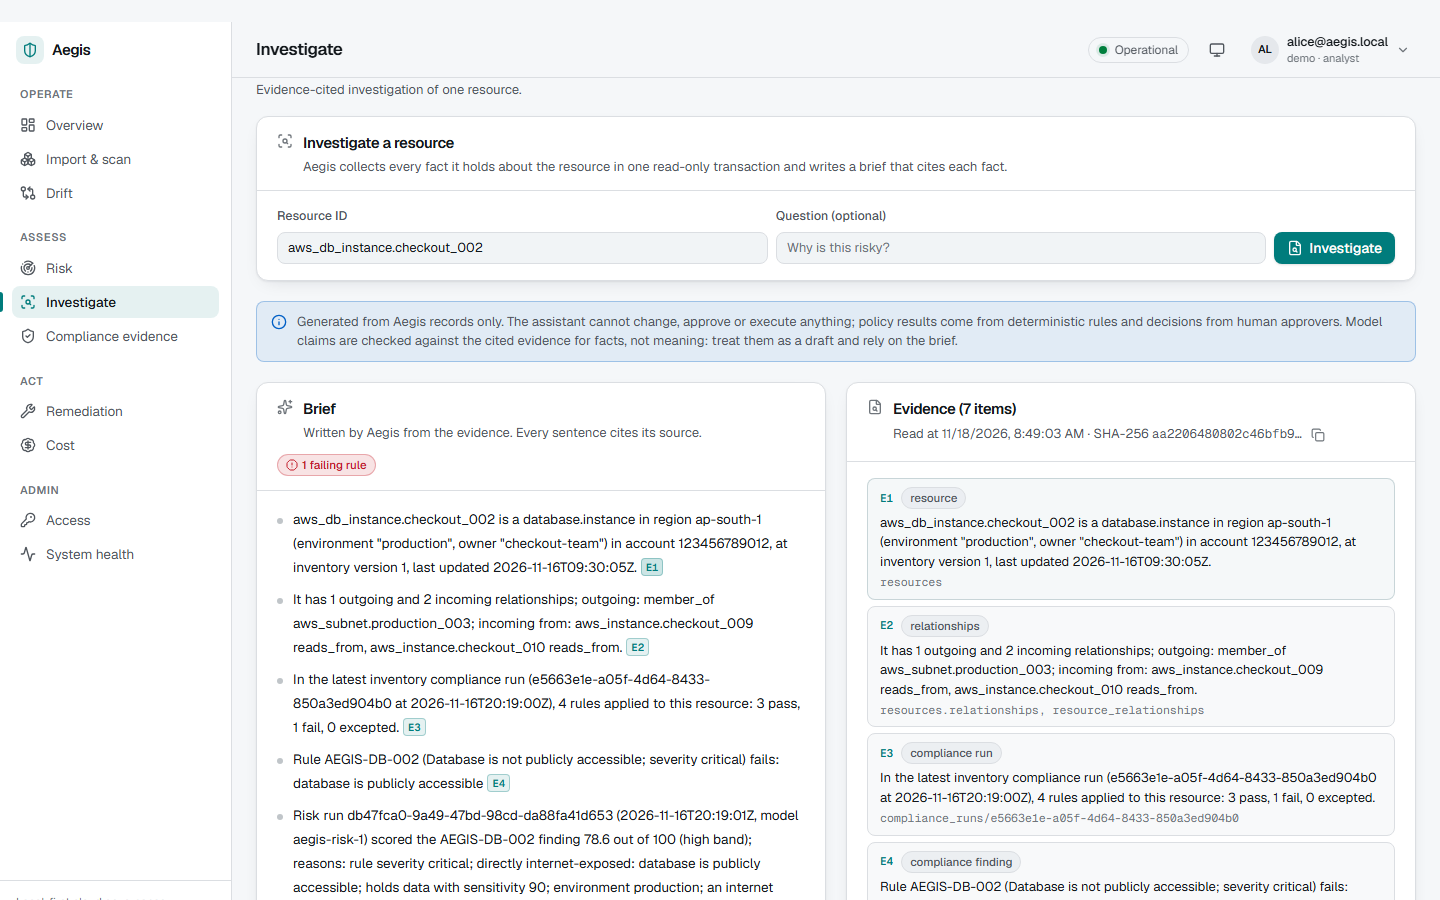 Aegis
OPERATE
Overview
Import & scan
Drift
ASSESS
Risk
Investigate
Compliance evidence
ACT
Remediation
Cost
ADMIN
Access
System health
Investigate
Operational
AL
alice@aegis.local
demo · analyst
Evidence-cited investigation of one resource.
Investigate a resource
Aegis collects every fact it holds about the resource in one read-only transaction and writes a brief that cites each fact.
Resource ID
Question (optional)
aws_db_instance.checkout_002
Why is this risky?
Investigate
Generated from Aegis records only. The assistant cannot change, approve or execute anything; policy results come from deterministic rules and decisions from human approvers. Model
claims are checked against the cited evidence for facts, not meaning: treat them as a draft and rely on the brief.
Brief
Written by Aegis from the evidence. Every sentence cites its source.
1 failing rule
aws_db_instance.checkout_002 is a database.instance in region ap-south-1
(environment "production", owner "checkout-team") in account 123456789012, at
inventory version 1, last updated 2026-11-16T09:30:05Z. E1
It has 1 outgoing and 2 incoming relationships; outgoing: member_of
aws_subnet.production_003; incoming from: aws_instance.checkout_009
reads_from, aws_instance.checkout_010 reads_from. E2
In the latest inventory compliance run (e5663e1e-a05f-4d64-8433-
850a3ed904b0 at 2026-11-16T20:19:00Z), 4 rules applied to this resource: 3 pass,
1 fail, 0 excepted. E3
Rule AEGIS-DB-002 (Database is not publicly accessible; severity critical) fails:
database is publicly accessible E4
Risk run db47fca0-9a49-47bd-98cd-da88fa41d653 (2026-11-16T20:19:01Z, model
aegis-risk-1) scored the AEGIS-DB-002 finding 78.6 out of 100 (high band);
reasons: rule severity critical; directly internet-exposed: database is publicly
accessible; holds data with sensitivity 90; environment production; an internet
Evidence (7 items)
Read at 11/18/2026, 8:49:03 AM · SHA-256 aa2206480802c46bfb9…
E1 resource
aws_db_instance.checkout_002 is a database.instance in region ap-south-1
(environment "production", owner "checkout-team") in account 123456789012, at
inventory version 1, last updated 2026-11-16T09:30:05Z.
resources
E2 relationships
It has 1 outgoing and 2 incoming relationships; outgoing: member_of
aws_subnet.production_003; incoming from: aws_instance.checkout_009
reads_from, aws_instance.checkout_010 reads_from.
resources.relationships, resource_relationships
E3 compliance run
In the latest inventory compliance run (e5663e1e-a05f-4d64-8433-850a3ed904b0
at 2026-11-16T20:19:00Z), 4 rules applied to this resource: 3 pass, 1 fail, 0 excepted.
compliance_runs/e5663e1e-a05f-4d64-8433-850a3ed904b0
E4 compliance finding
Rule AEGIS-DB-002 (Database is not publicly accessible; severity critical) fails: